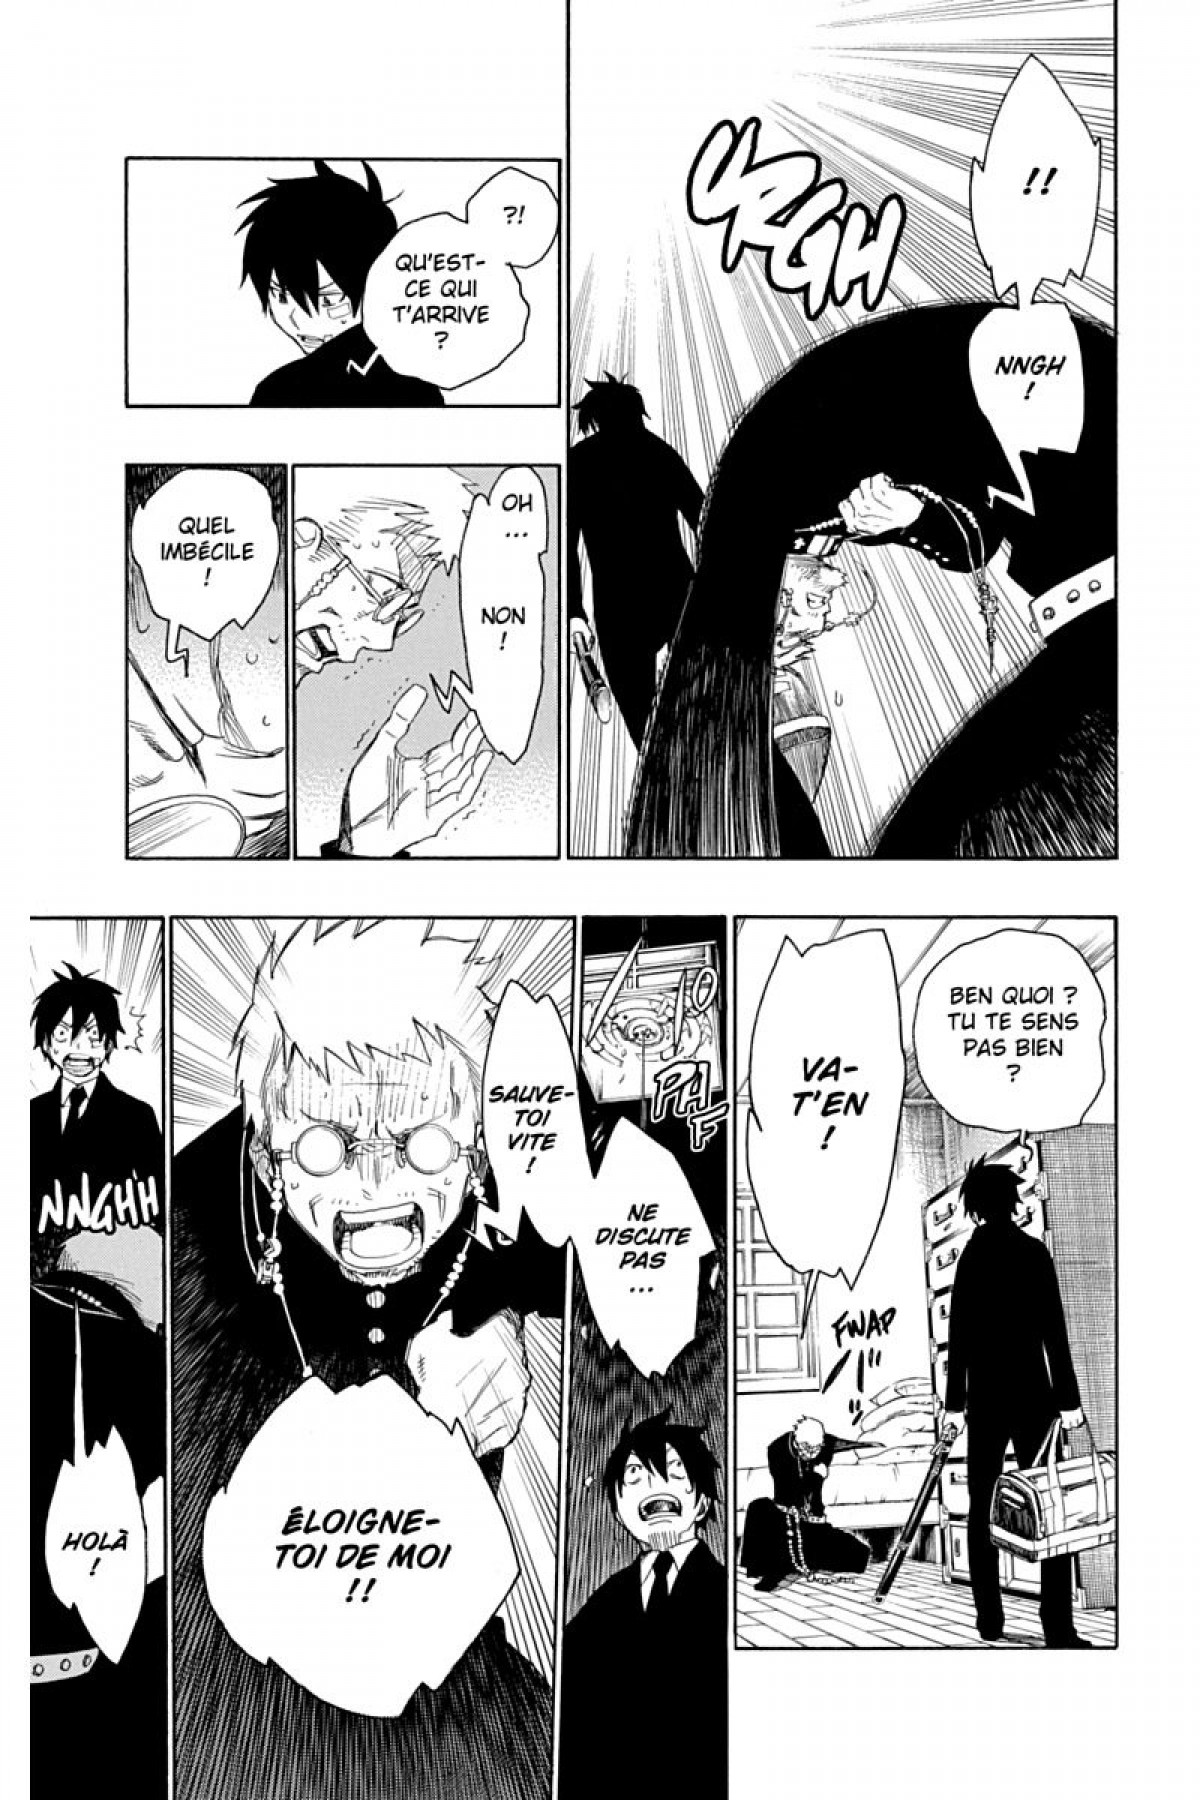 !!
URGH
NNGH
!
?!
QU'EST-
CE QUI
T'ARRIVE
?
OH
...
NON !
QUEL
IMBÉCILE
!
BEN QUOI ?
TU TE SENS
PAS BIEN
?
VA-
T'EN
!
FWAP
PAF
NE
DISCUTE
PAS
...
SAUVE-
TOI
VITE
!
ÉLOIGNE-
TOI DE MOI
!!
NNGHH
HOLÀ
!